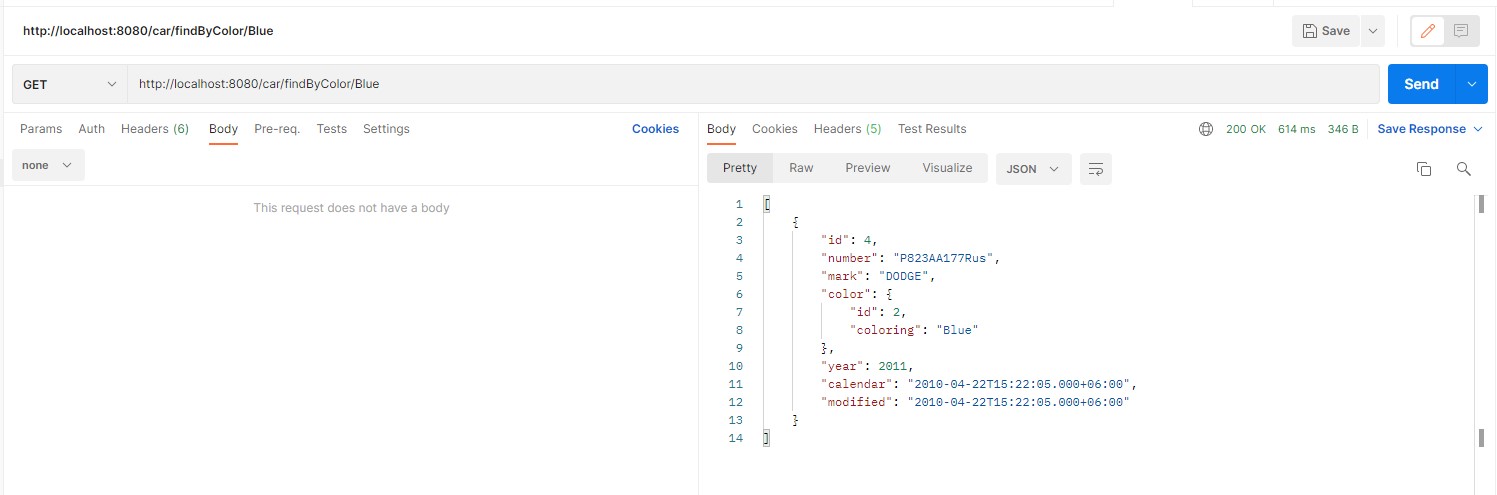 http://localhost:8080/car/findByColor/Blue
Save
GET http://localhost:8080/car/findByColor/Blue Send
Params Auth Headers (6) Body Pre-req. Tests Settings Cookies
none
This request does not have a body
Body Cookies Headers (5) Test Results 200 OK 614 ms 346 B Save Response
Pretty Raw Preview Visualize JSON
1 [
2 {
3 "id": 4,
4 "number": "P823AA177Rus",
5 "mark": "DODGE",
6 "color": {
7 "id": 2,
8 "coloring": "Blue"
9 },
10 "year": 2011,
11 "calendar": "2010-04-22T15:22:05.000+06:00",
12 "modified": "2010-04-22T15:22:05.000+06:00"
13 }
14 ]